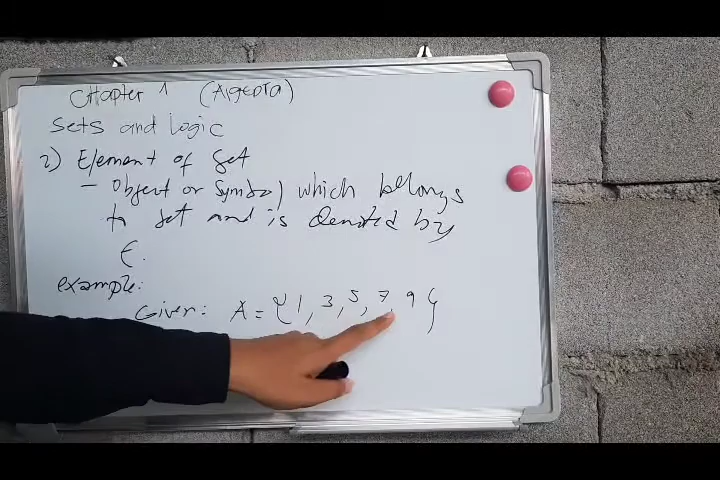 Chapter 1 (Algebra)
Sets and logic
2) Element of Set
- Object or Symbol which belongs
to set and is denoted by
∈.
example:
Given: A = {1, 3, 5, 7, 9}